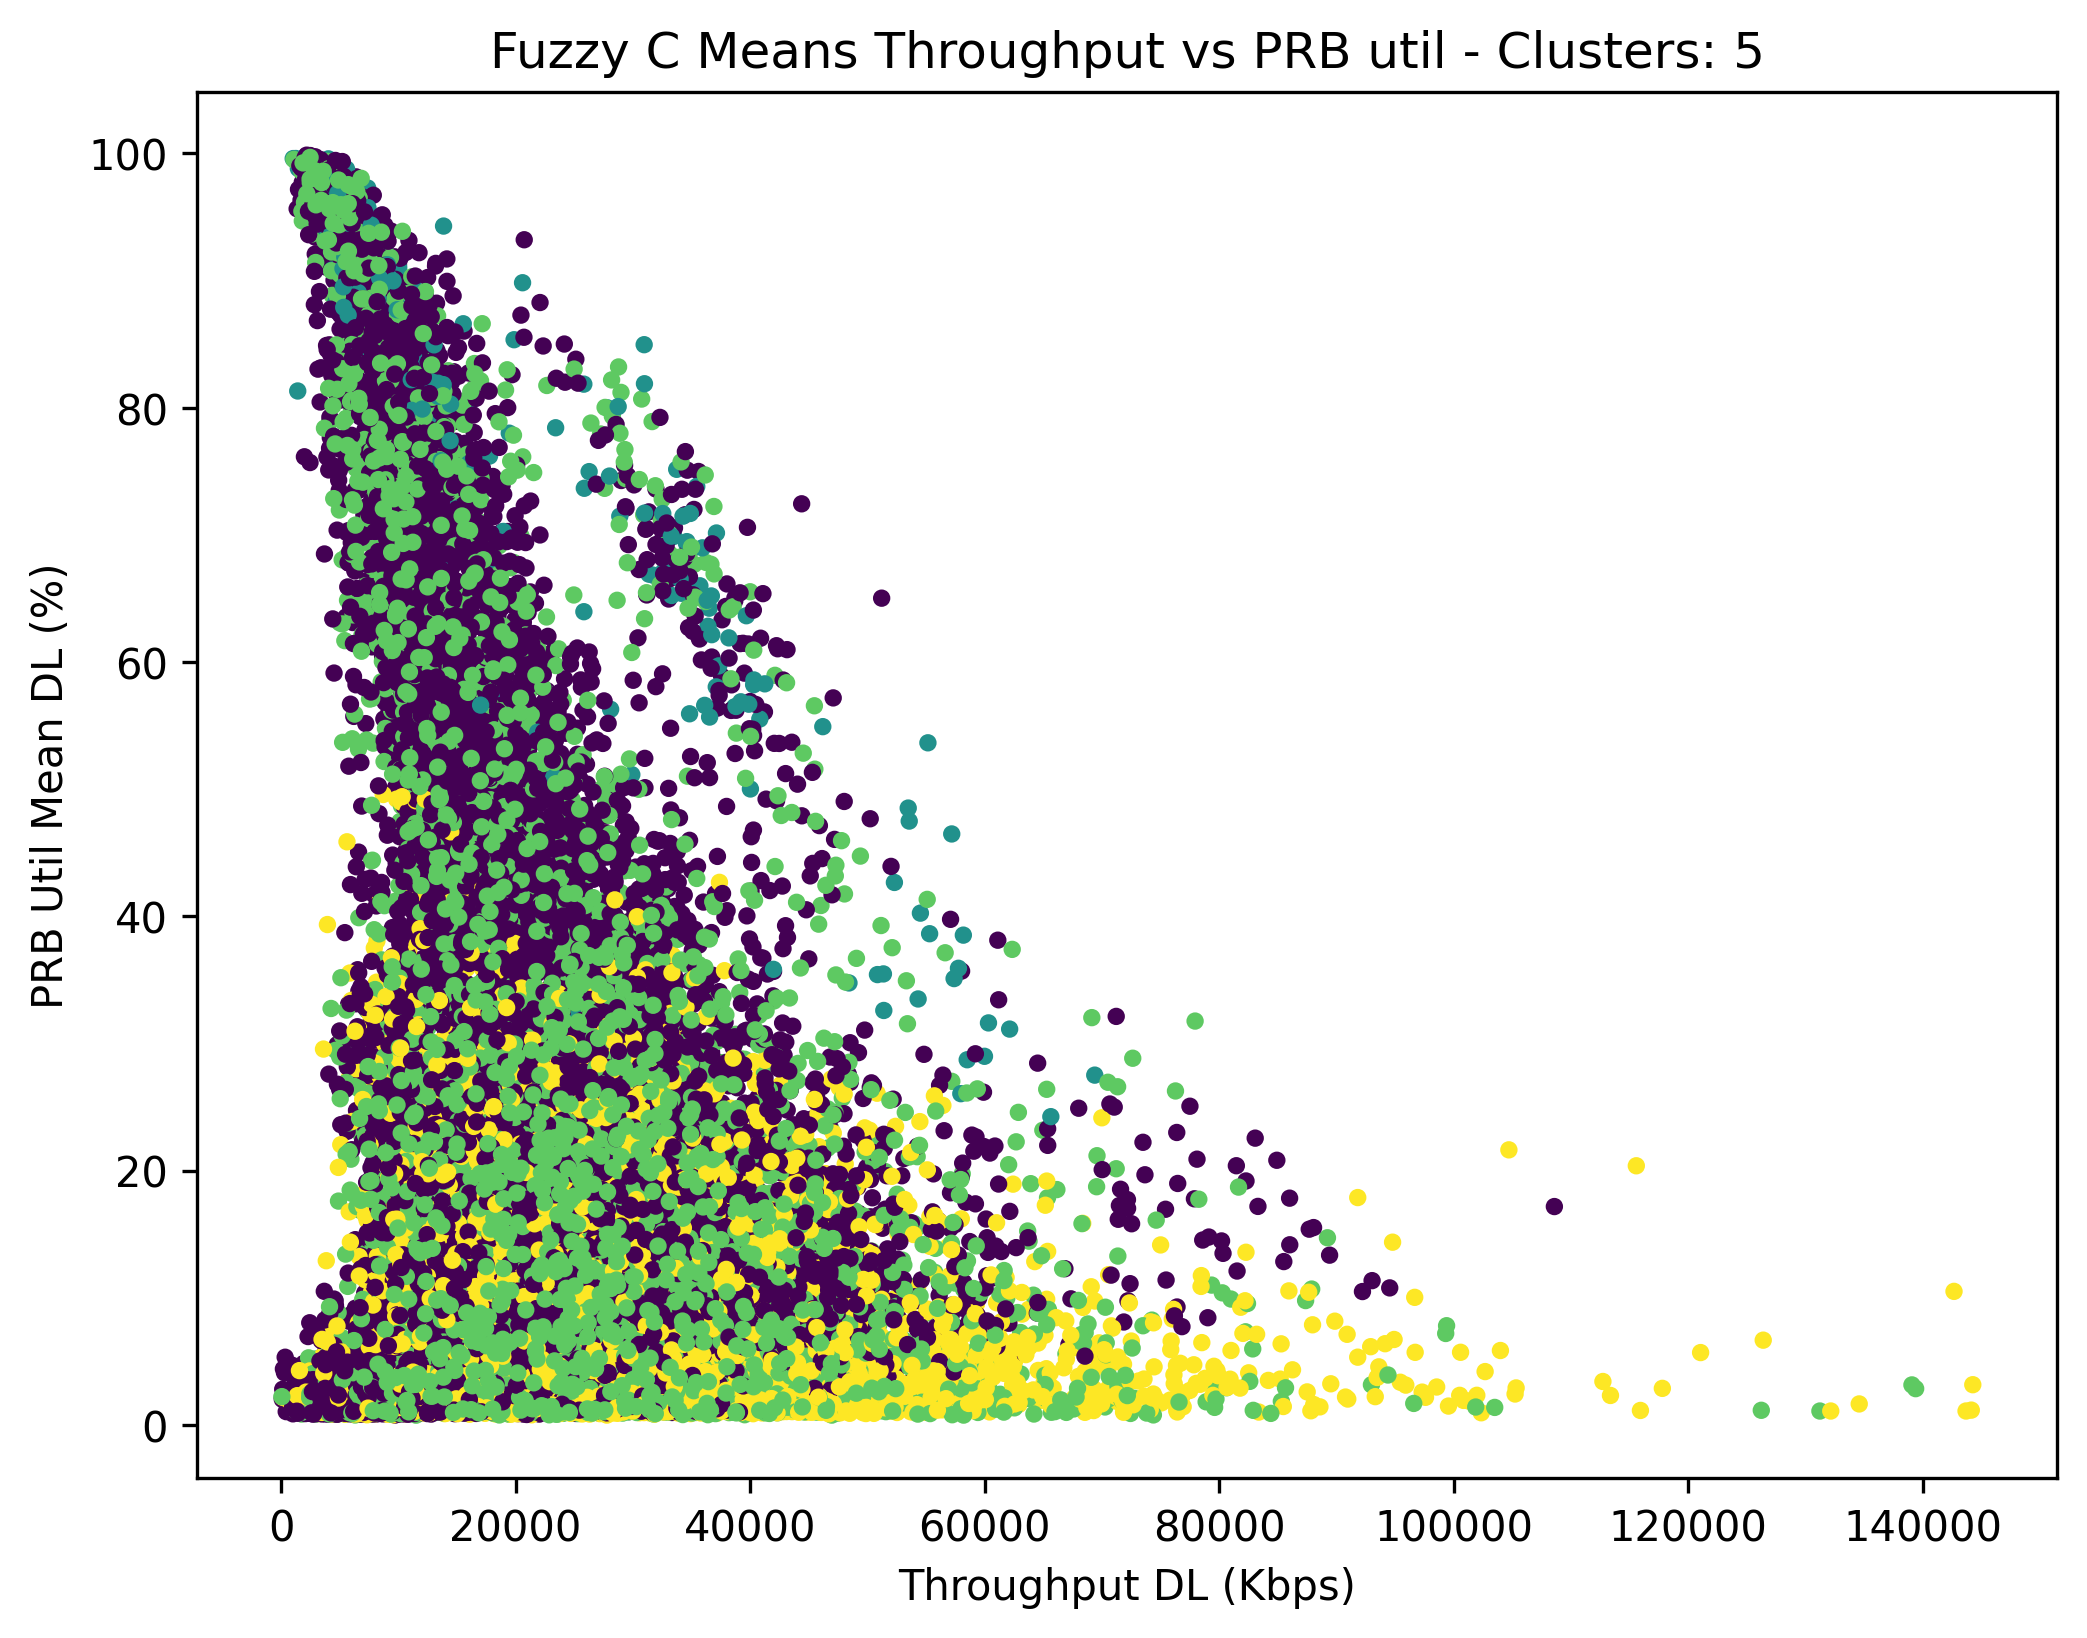 Fuzzy C Means Throughput vs PRB util - Clusters: 5
PRB Util Mean DL (%)
100
80
60
40
20
0
0 20000 40000 60000 80000 100000 120000 140000
Throughput DL (Kbps)